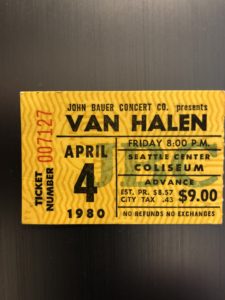 JOHN BAUER CONCERT CO. presents
VAN HALEN
TICKET NUMBER 007127
APRIL
4
1980
FRIDAY 8:00 P.M.
SEATTLE CENTER
COLISEUM
ADVANCE
EST. PR. $8.57
CITY TAX .43
$9.00
NO REFUNDS NO EXCHANGES
JBC